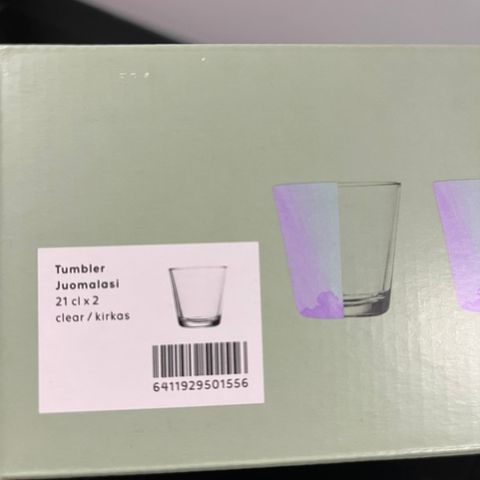 Tumbler
Juomalasi
21 cl x 2
clear / kirkas
6411929501556